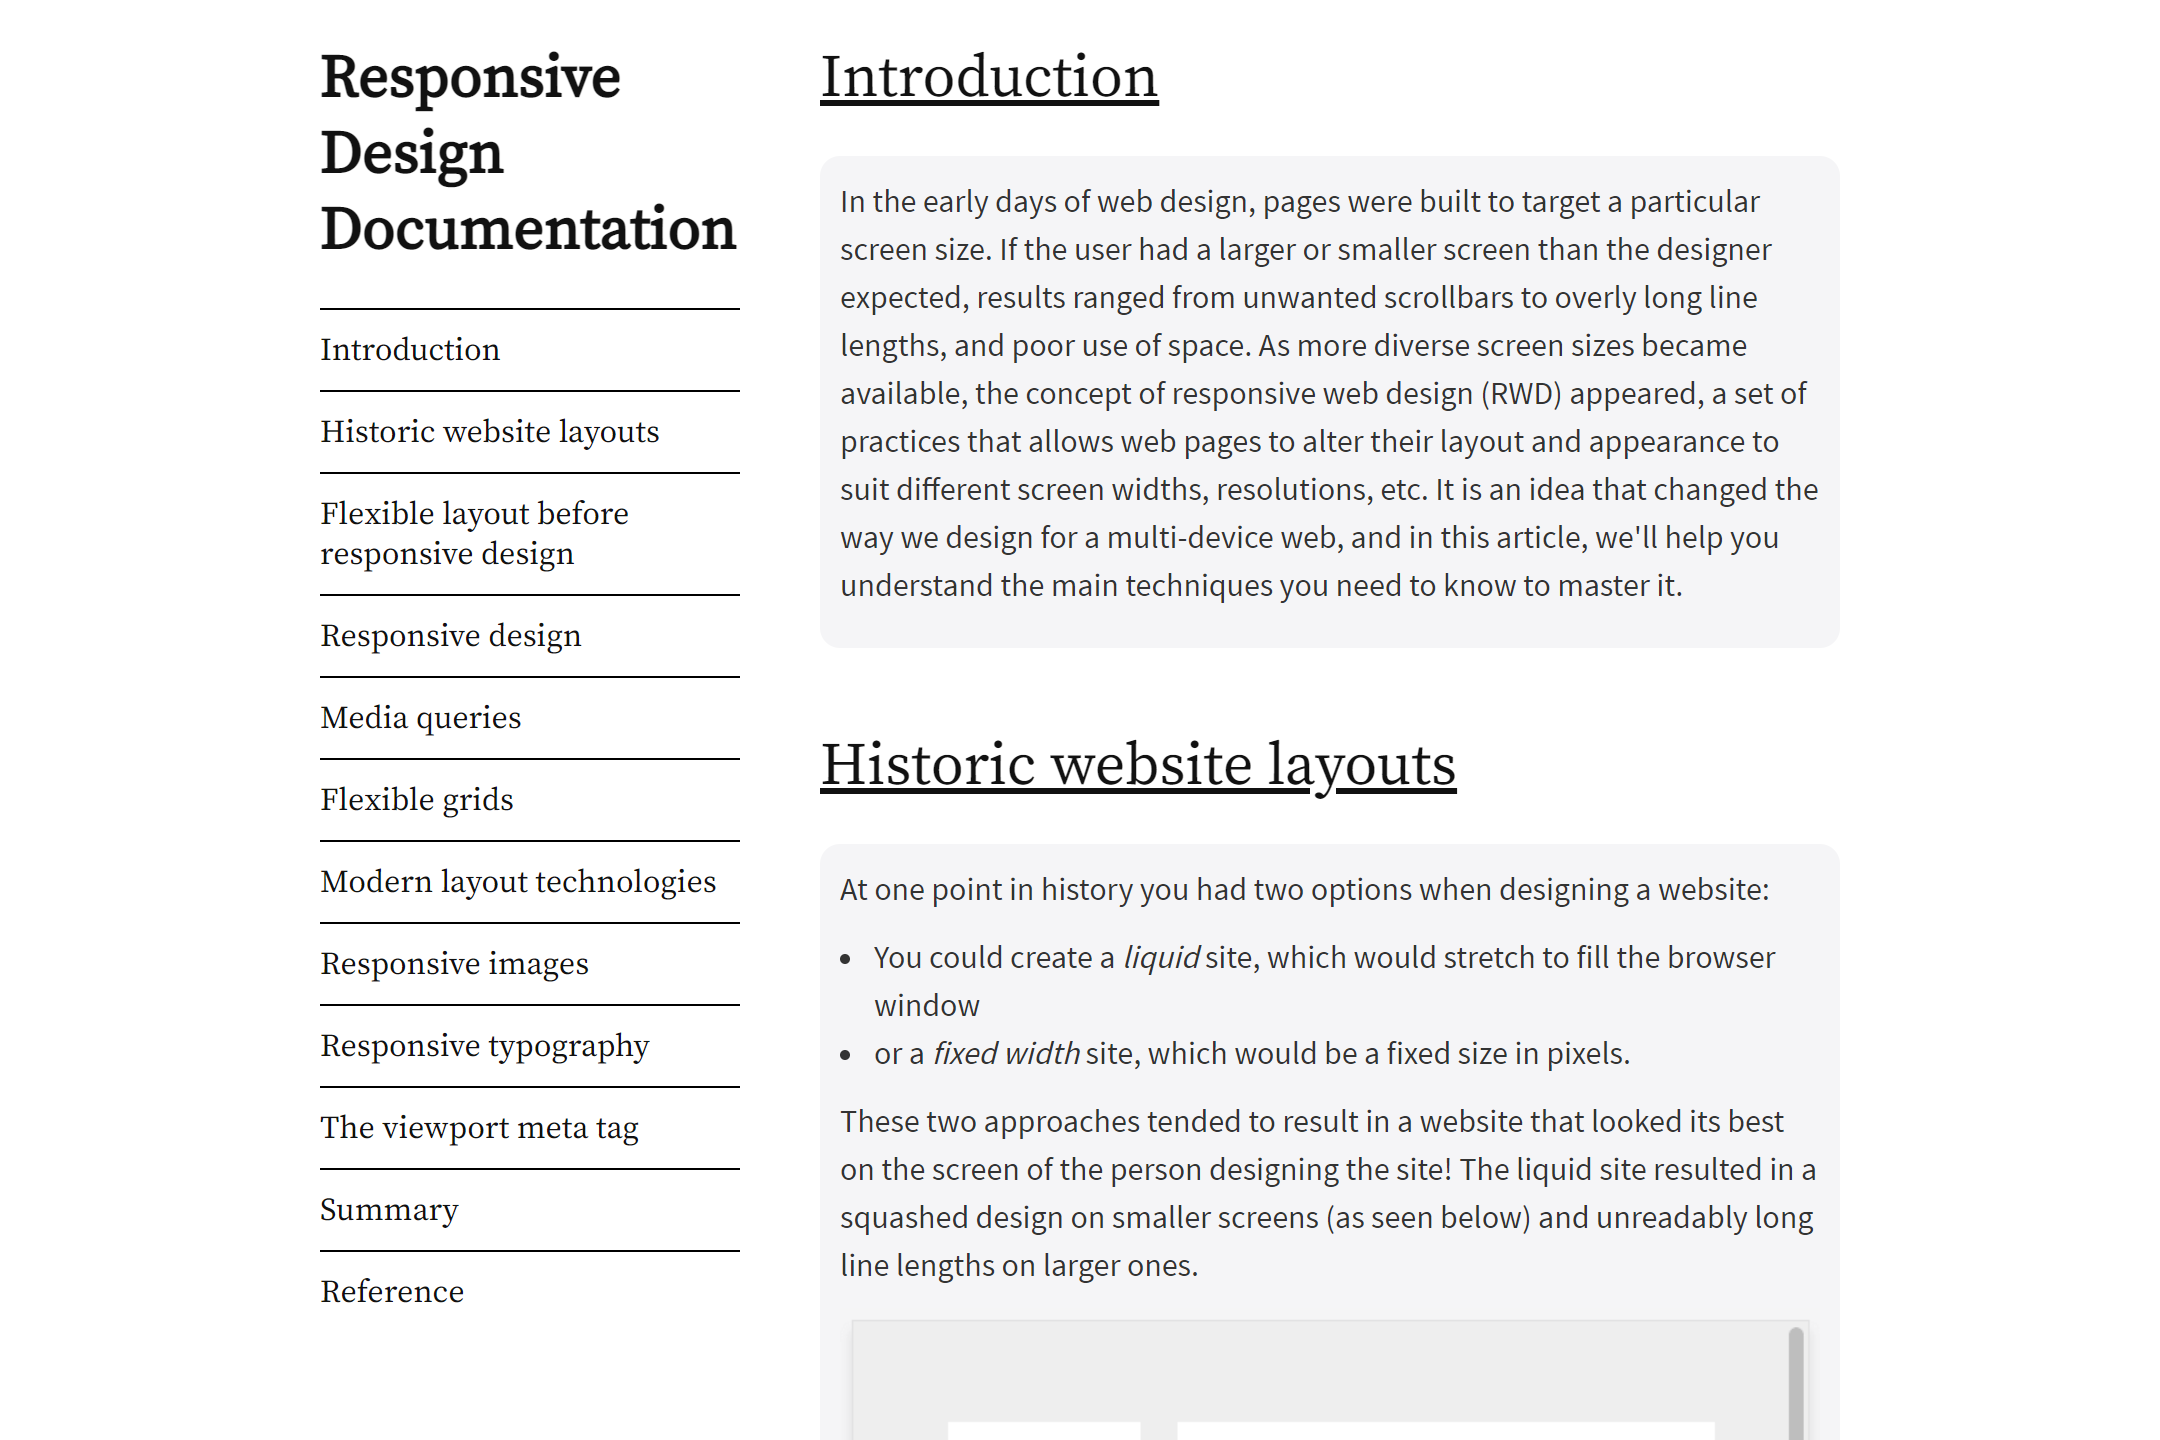 Responsive
Design
Documentation
Introduction
Historic website layouts
Flexible layout before
responsive design
Responsive design
Media queries
Flexible grids
Modern layout technologies
Responsive images
Responsive typography
The viewport meta tag
Summary
Reference
Introduction
In the early days of web design, pages were built to target a particular
screen size. If the user had a larger or smaller screen than the designer
expected, results ranged from unwanted scrollbars to overly long line
lengths, and poor use of space. As more diverse screen sizes became
available, the concept of responsive web design (RWD) appeared, a set of
practices that allows web pages to alter their layout and appearance to
suit different screen widths, resolutions, etc. It is an idea that changed the
way we design for a multi-device web, and in this article, we'll help you
understand the main techniques you need to know to master it.
Historic website layouts
At one point in history you had two options when designing a website:
• You could create a liquid site, which would stretch to fill the browser
window
• or a fixed width site, which would be a fixed size in pixels.
These two approaches tended to result in a website that looked its best
on the screen of the person designing the site! The liquid site resulted in a
squashed design on smaller screens (as seen below) and unreadably long
line lengths on larger ones.